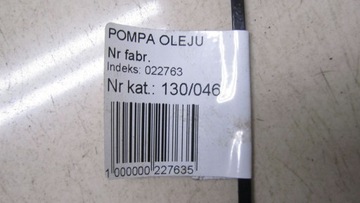 POMPA OLEJU
Nr fabr.
Indeks: 022763
Nr kat.: 130/046
1 000000 227635